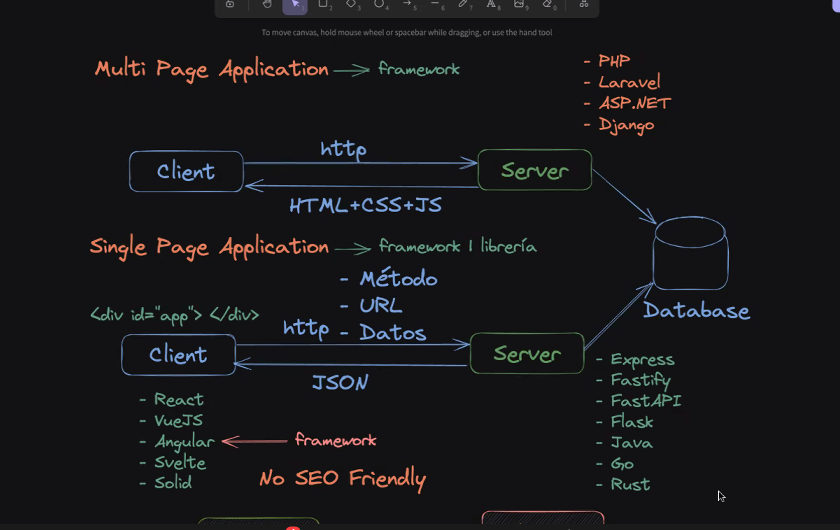 To move canvas, hold mouse wheel or spacebar while dragging, or use the hand tool
Multi Page Application
framework
- PHP
- Laravel
- ASP.NET
- Django
Client
http
HTML+CSS+JS
Server
Single Page Application
framework | librería
- Método
- URL
- Datos
Database
<div id="app"> </div>
http
Client
JSON
Server
- React
- VueJS
- Angular
- Svelte
- Solid
framework
No SEO Friendly
- Express
- Fastify
- FastAPI
- Flask
- Java
- Go
- Rust